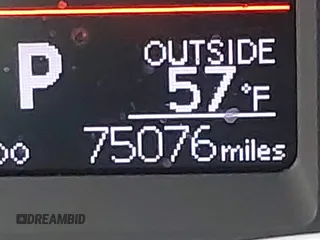 P
OUTSIDE
57°F
75076 miles
DREAMBID